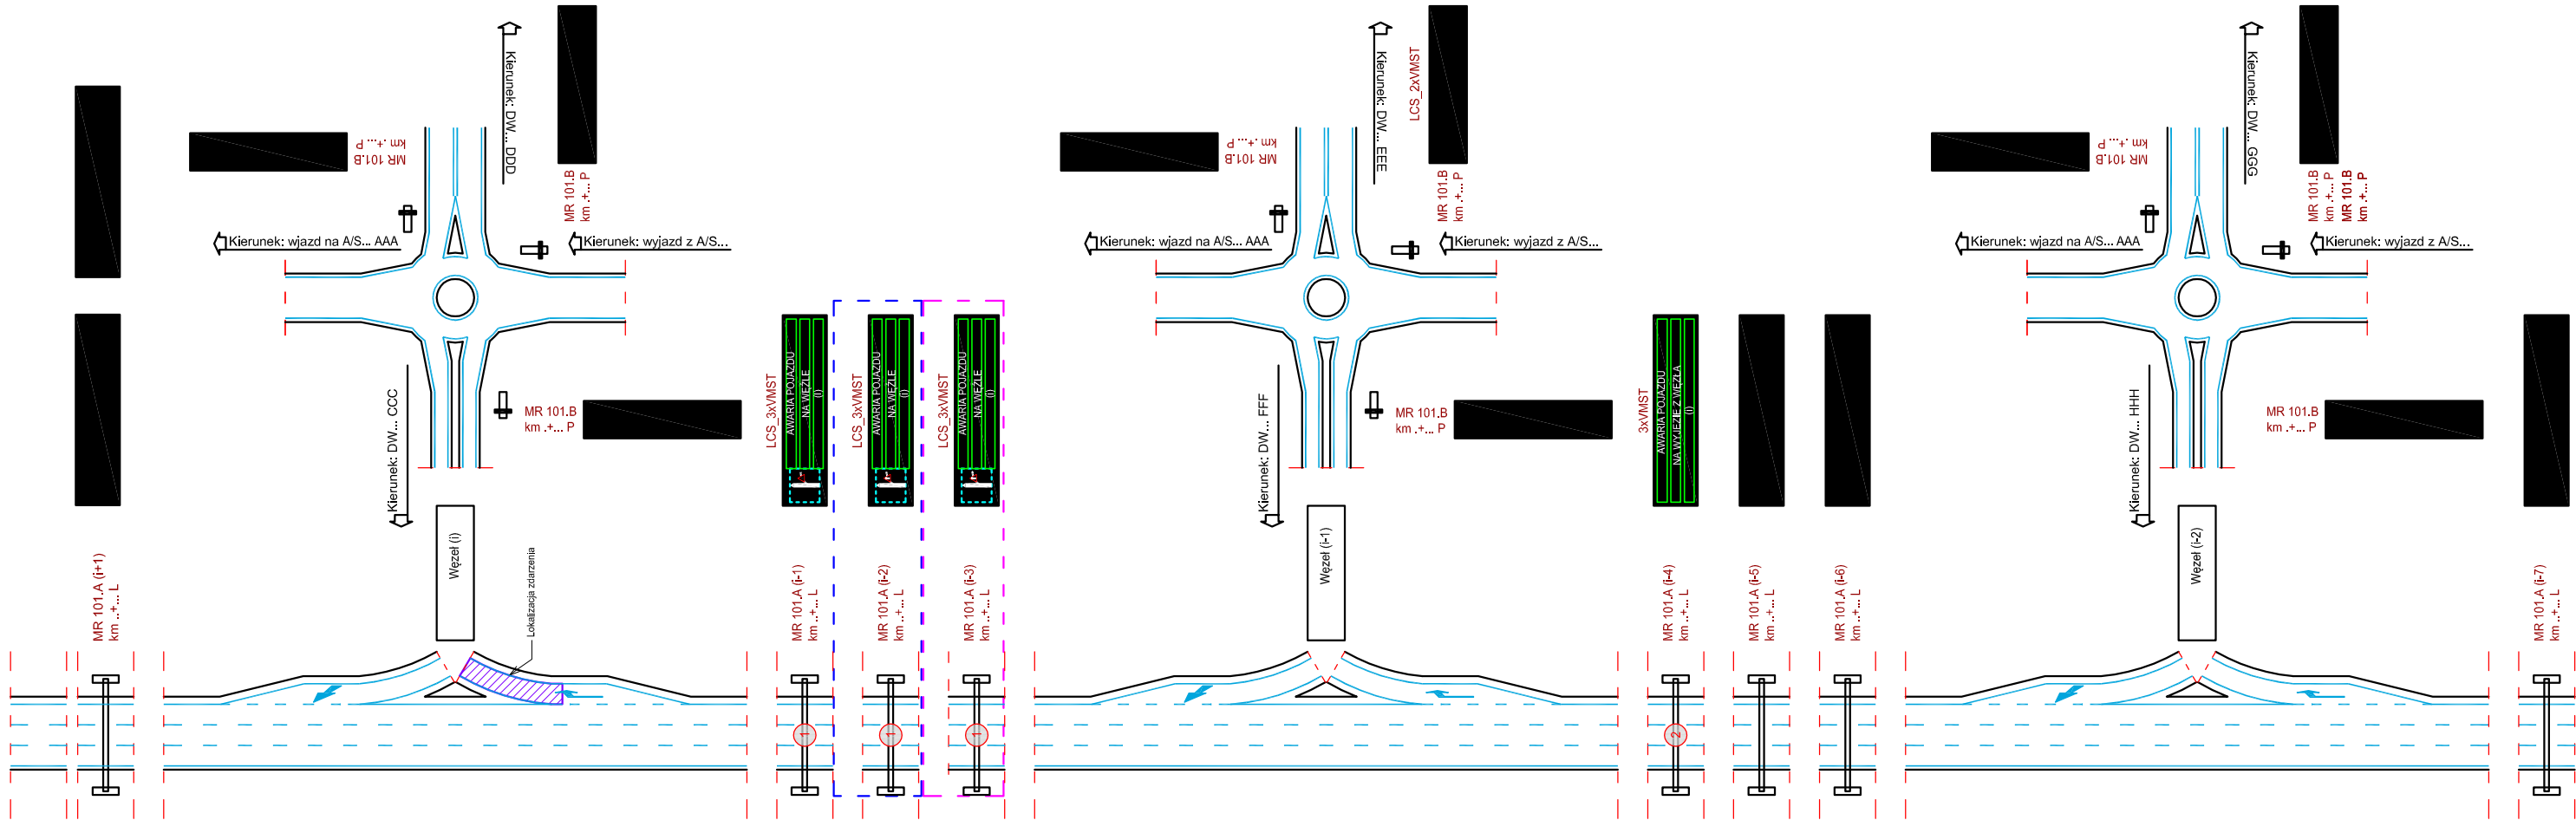 Kierunek: DW... DDD
MR 101.B
km .+... P
MR 101.B
km .+... P
Kierunek: wjazd na A/S... AAA
Kierunek: wyjazd z A/S...
MR 101.B
km .+... P
Kierunek: DW... CCC
Węzeł (i)
Lokalizacja zdarzenia
MR 101.A (i+1)
km ..+... L
LCS_3xVMST
AWARIA POJAZDU
NA WĘŹLE
(i)
MR 101.A (i-1)
km ..+... L
1
LCS_3xVMST
AWARIA POJAZDU
NA WĘŹLE
(i)
MR 101.A (i-2)
km ..+... L
1
LCS_3xVMST
AWARIA POJAZDU
NA WĘŹLE
(i)
MR 101.A (i-3)
km ..+... L
1
Kierunek: DW... EEE
LCS_2xVMST
MR 101.B
km .+... P
MR 101.B
km .+... P
Kierunek: wjazd na A/S... AAA
Kierunek: wyjazd z A/S...
MR 101.B
km .+... P
Kierunek: DW... FFF
Węzeł (i-1)
3xVMST
AWARIA POJAZDU
NA WYJEŹDZIE Z WĘZŁA
(i)
MR 101.A (i-4)
km ..+... L
2
MR 101.A (i-5)
km ..+... L
MR 101.A (i-6)
km ..+... L
Kierunek: DW... GGG
MR 101.B
km .+... P
MR 101.B
km .+... P
MR 101.B
km .+... P
Kierunek: wjazd na A/S... AAA
Kierunek: wyjazd z A/S...
MR 101.B
km .+... P
Kierunek: DW... HHH
Węzeł (i-2)
MR 101.A (i-7)
km ..+... L